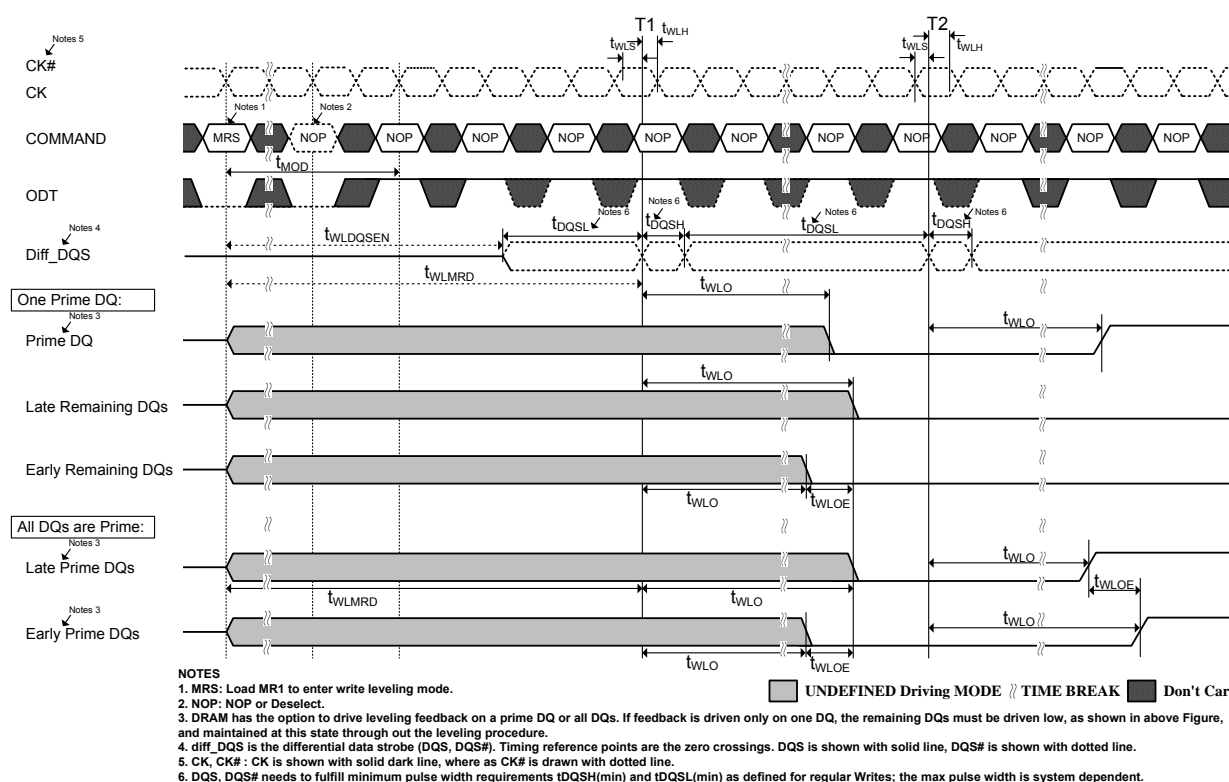 T1
T2
tWLS
tWLH
tWLS
tWLH
Notes 5
CK#
CK
Notes 1
Notes 2
COMMAND
MRS
NOP
NOP
NOP
NOP
NOP
NOP
NOP
NOP
NOP
NOP
NOP
tMOD
ODT
Notes 6
Notes 6
Notes 6
Notes 6
tDQSL
tDQSH
tDQSL
tDQSH
Notes 4
Diff_DQS
tWLDQSEN
tWLMRD
One Prime DQ:
tWLO
Notes 3
Prime DQ
tWLO
tWLO
Late Remaining DQs
Early Remaining DQs
tWLO
tWLOE
All DQs are Prime:
Notes 3
Late Prime DQs
tWLO
tWLMRD
tWLO
tWLOE
Notes 3
Early Prime DQs
tWLO
tWLO
tWLOE
NOTES
1. MRS: Load MR1 to enter write leveling mode.
UNDEFINED Driving MODE
TIME BREAK
Don't Car
2. NOP: NOP or Deselect.
3. DRAM has the option to drive leveling feedback on a prime DQ or all DQs. If feedback is driven only on one DQ, the remaining DQs must be driven low, as shown in above Figure,
and maintained at this state through out the leveling procedure.
4. diff_DQS is the differential data strobe (DQS, DQS#). Timing reference points are the zero crossings. DQS is shown with solid line, DQS# is shown with dotted line.
5. CK, CK# : CK is shown with solid dark line, where as CK# is drawn with dotted line.
6. DQS, DQS# needs to fulfill minimum pulse width requirements tDQSH(min) and tDQSL(min) as defined for regular Writes; the max pulse width is system dependent.